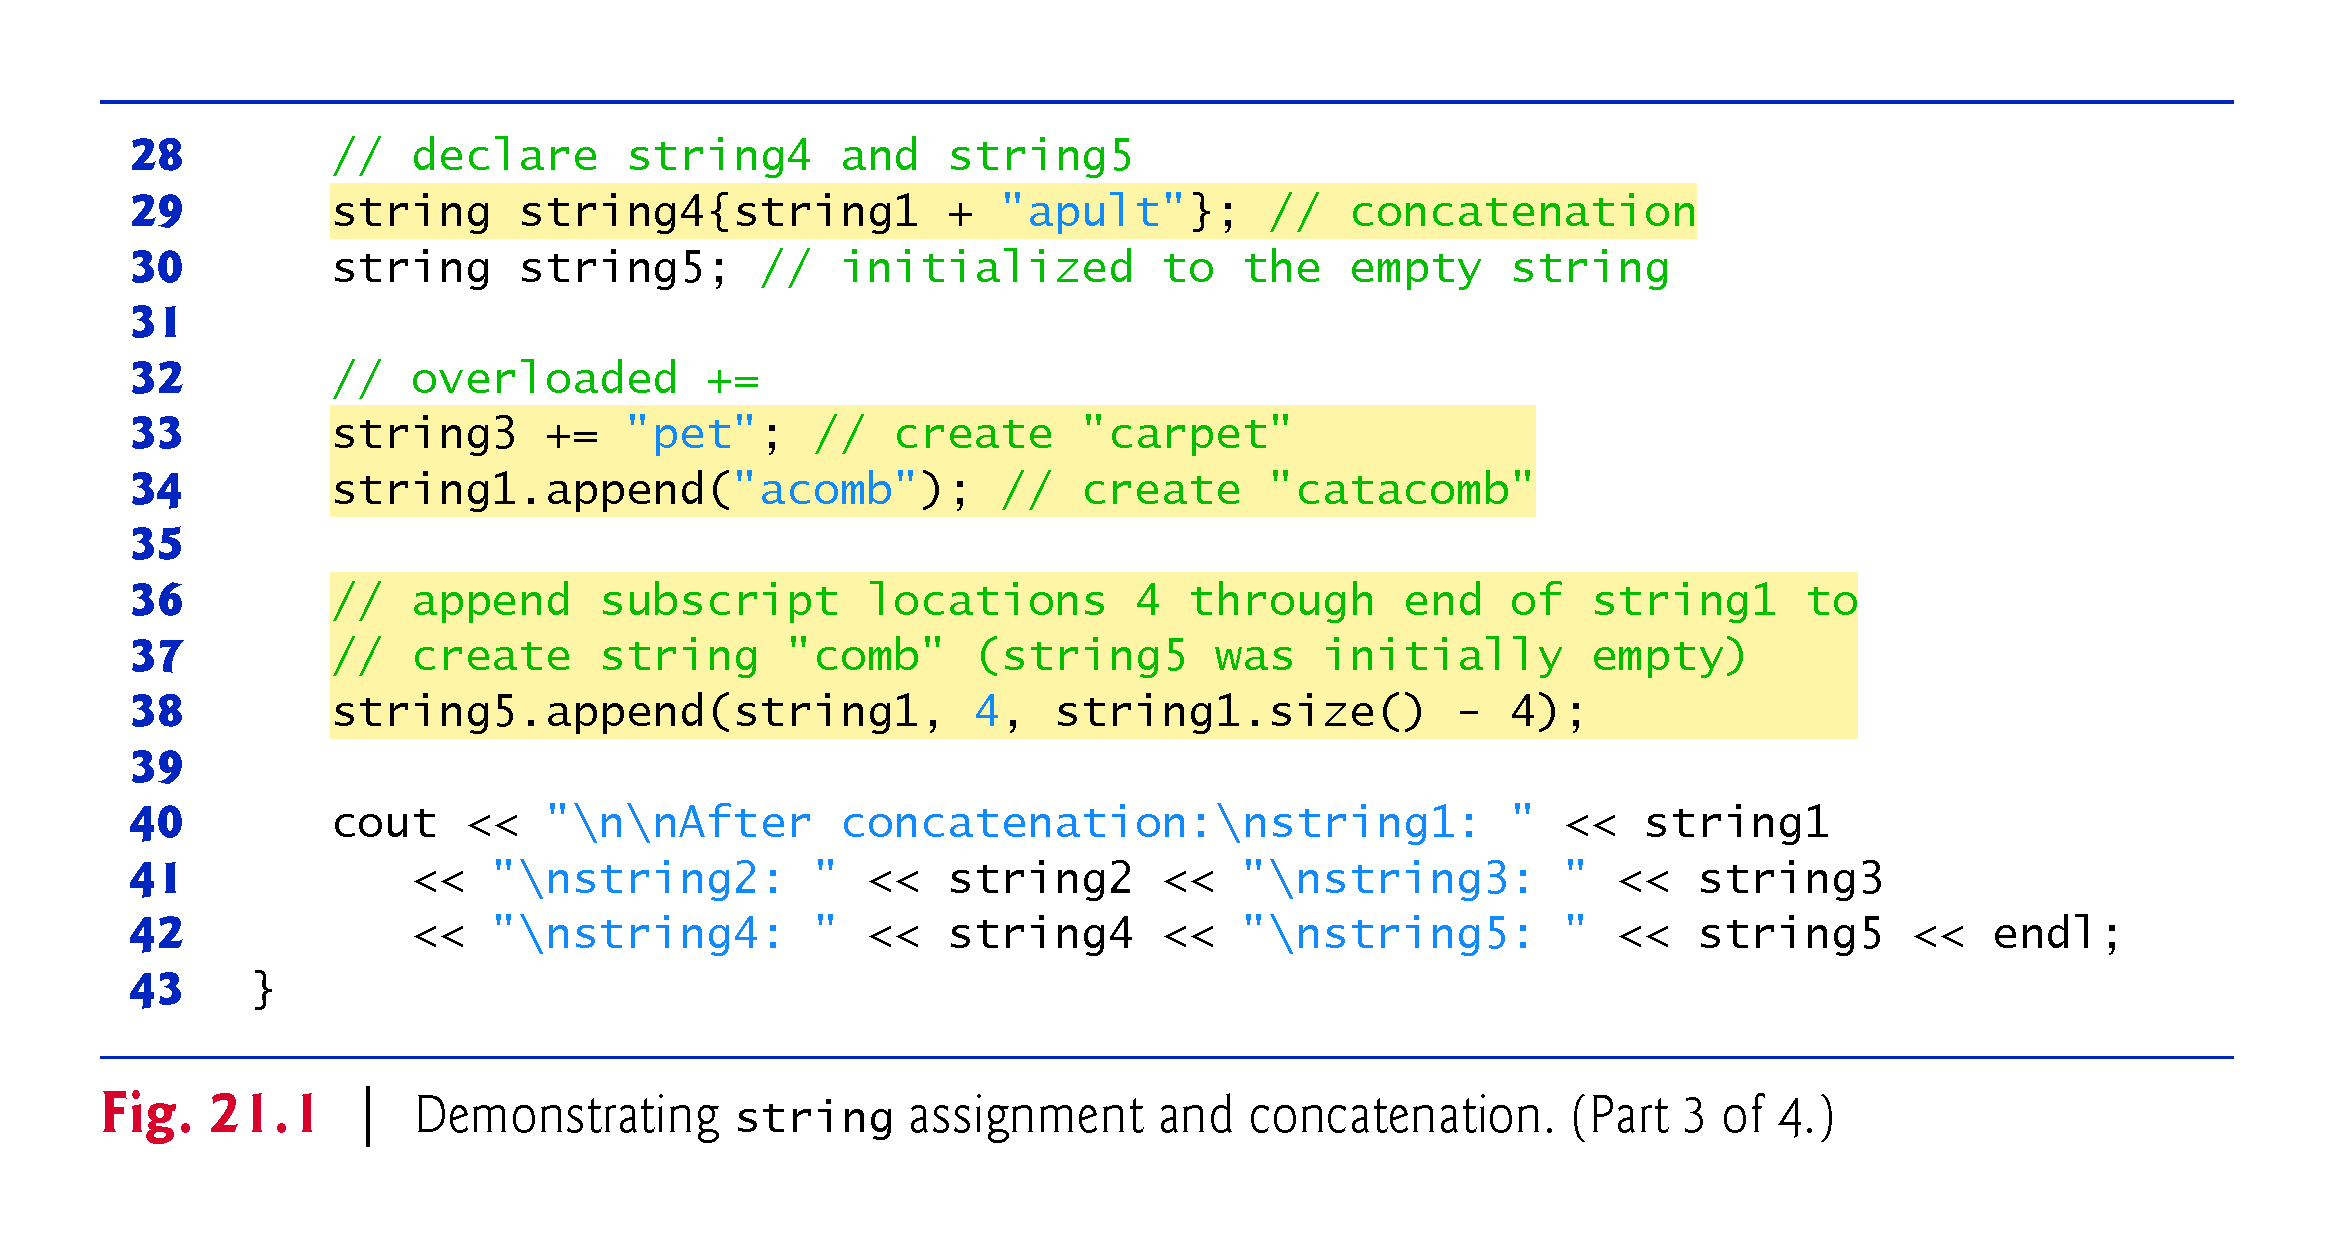 28 // declare string4 and string5
29 string string4{string1 + "apult"}; // concatenation
30 string string5; // initialized to the empty string
31
32 // overloaded +=
33 string3 += "pet"; // create "carpet"
34 string1.append("acomb"); // create "catacomb"
35
36 // append subscript locations 4 through end of string1 to
37 // create string "comb" (string5 was initially empty)
38 string5.append(string1, 4, string1.size() - 4);
39
40 cout << "\n\nAfter concatenation:\nstring1: " << string1
41 << "\nstring2: " << string2 << "\nstring3: " << string3
42 << "\nstring4: " << string4 << "\nstring5: " << string5 << endl;
43 }
Fig. 21.1 | Demonstrating string assignment and concatenation. (Part 3 of 4.)